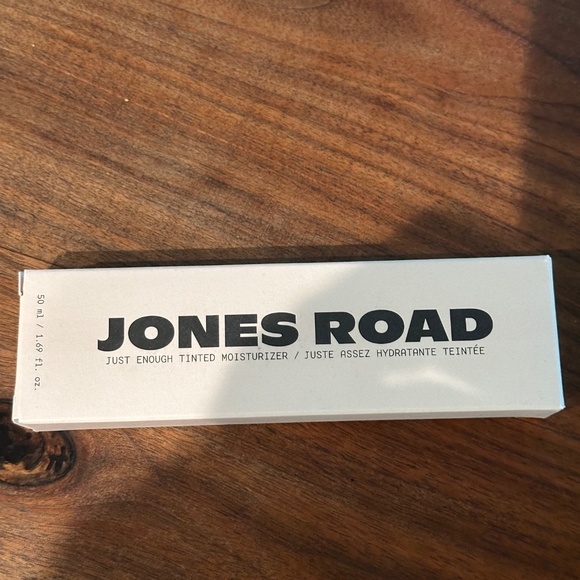 JONES ROAD
JUST ENOUGH TINTED MOISTURIZER / JUSTE ASSEZ HYDRATANTE TEINTÉE
50 ml / 1.69 fl. oz.